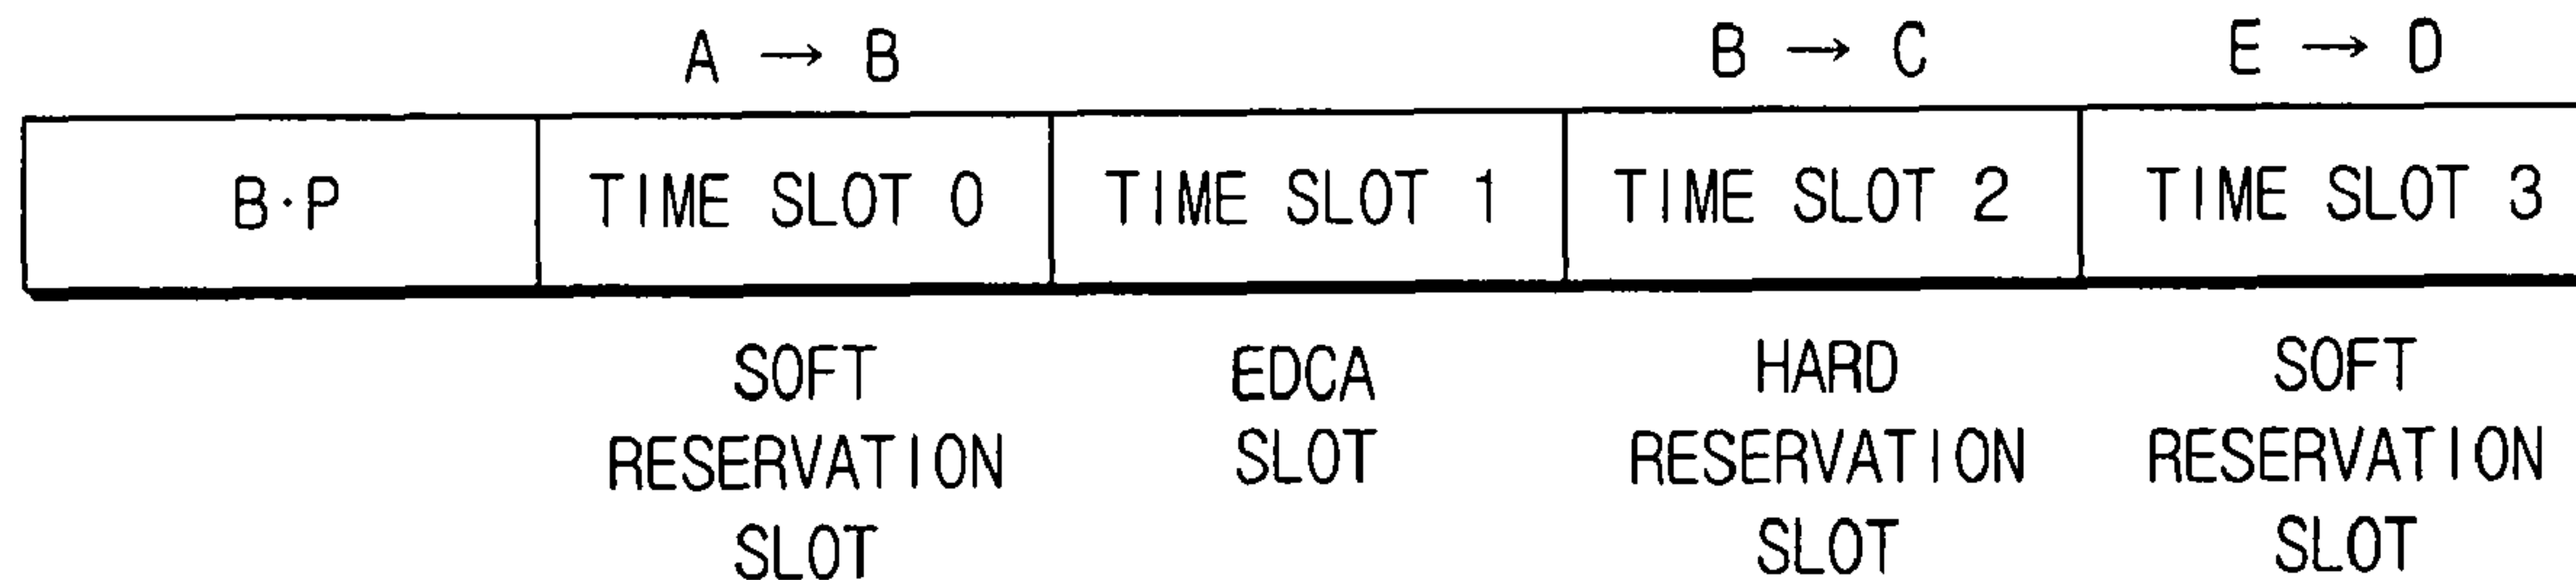 A → B
B → C
E → D
B·P
TIME SLOT 0
TIME SLOT 1
TIME SLOT 2
TIME SLOT 3
SOFT
RESERVATION
SLOT
EDCA
SLOT
HARD
RESERVATION
SLOT
SOFT
RESERVATION
SLOT